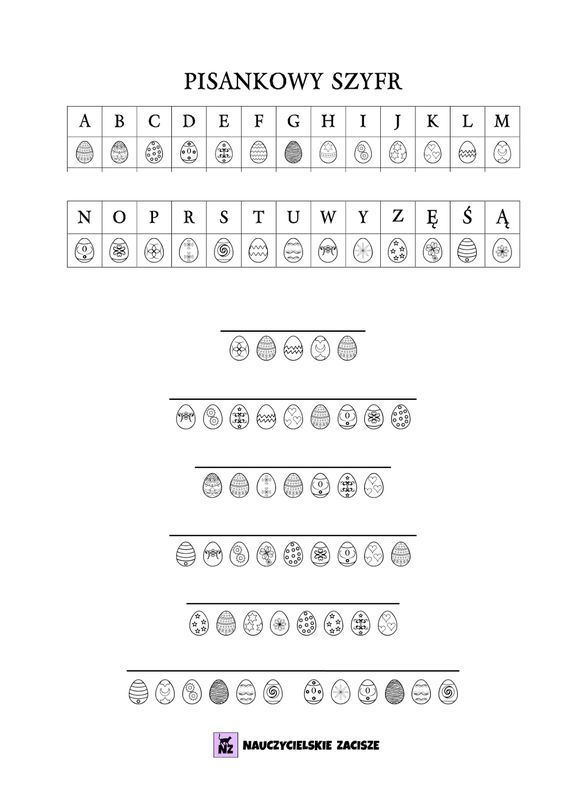 PISANKOWY SZYFR
A B C D E F G H I J K L M
N O P R S T U W Y Z Ę Ś Ą
NZ NAUCZYCIELSKIE ZACISZE